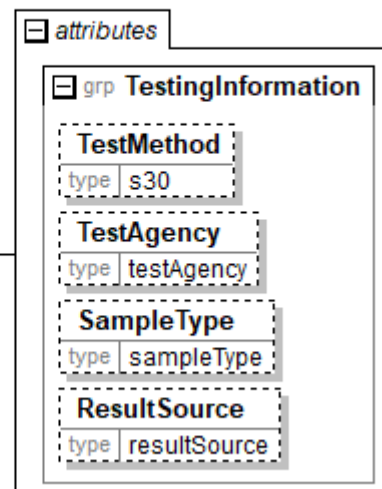 attributes
grp TestingInformation
TestMethod
type s30
TestAgency
type testAgency
SampleType
type sampleType
ResultSource
type resultSource